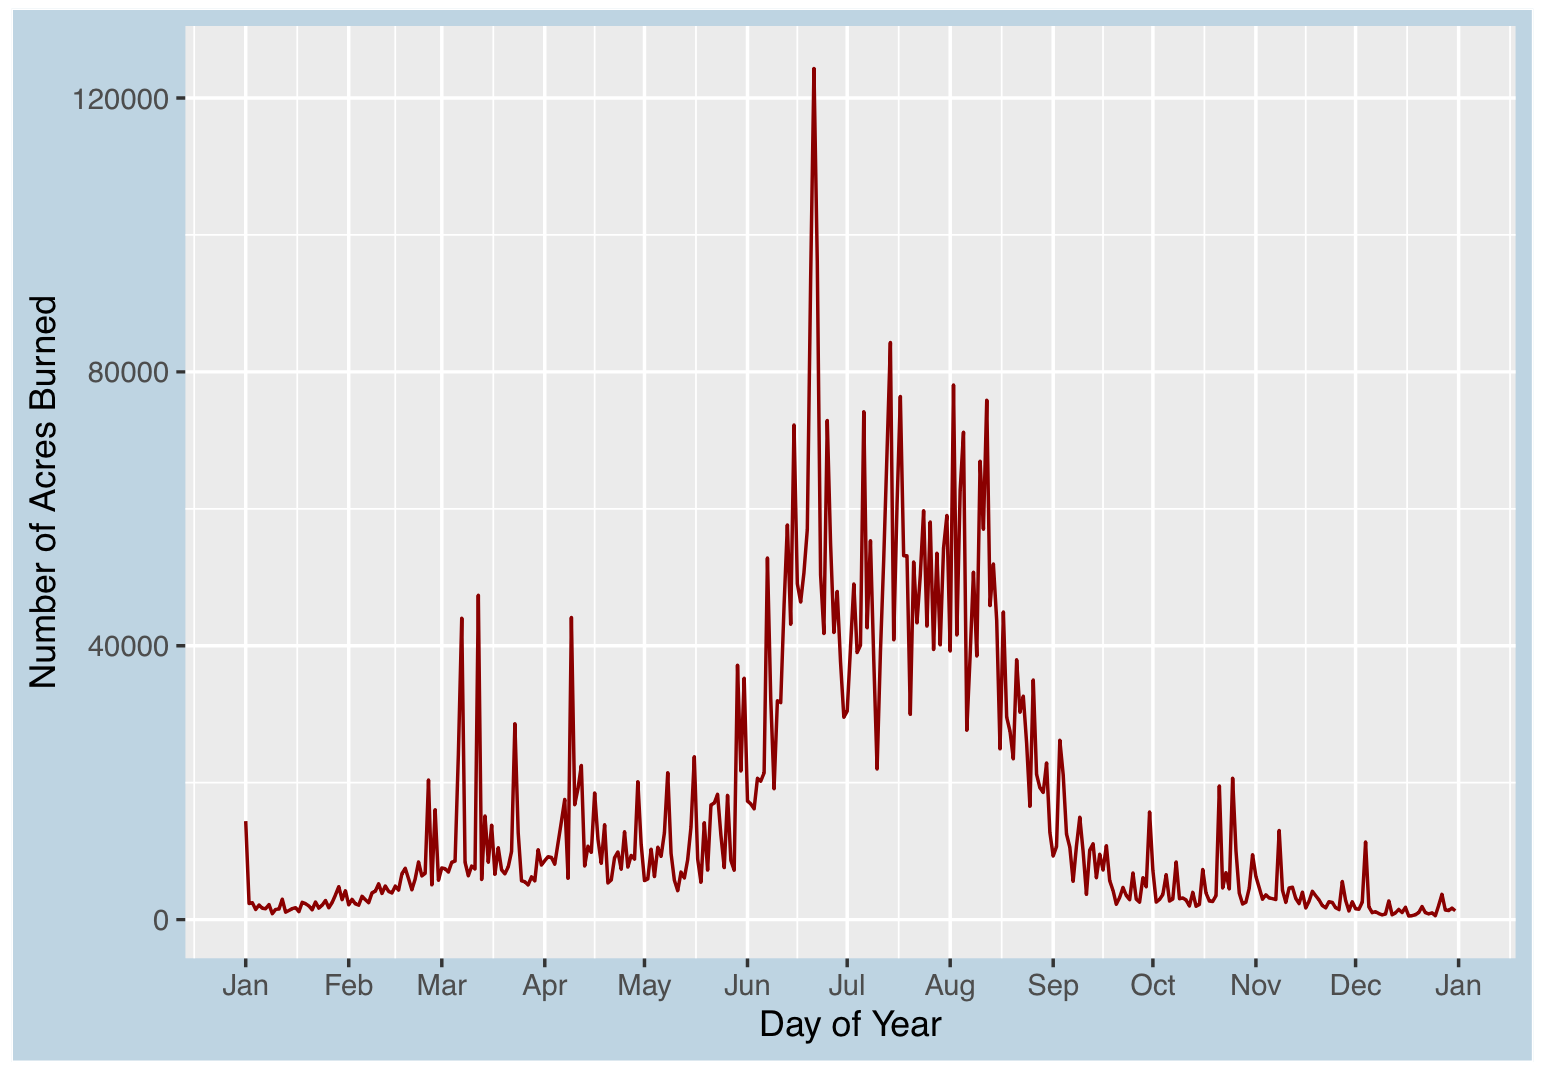 Number of Acres Burned
120000
80000
40000
0
Jan Feb Mar Apr May Jun Jul Aug Sep Oct Nov Dec Jan
Day of Year